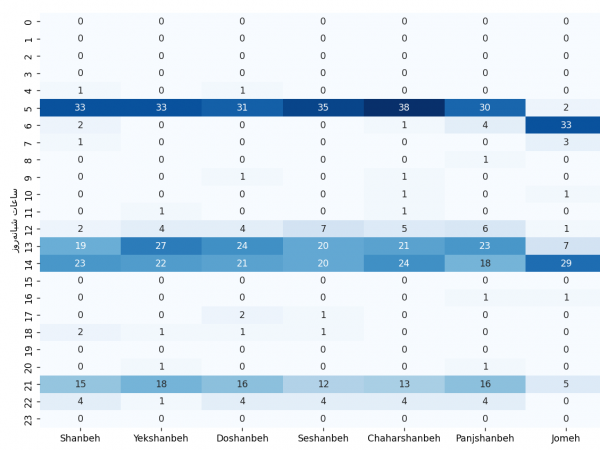 0 0 0 0 0 0 0 0
1 0 0 0 0 0 0 0
2 0 0 0 0 0 0 0
3 0 0 0 0 0 0 0
4 1 0 1 0 0 0 0
5 33 33 31 35 38 30 2
6 2 0 0 0 1 4 33
7 1 0 0 0 0 0 3
8 0 0 0 0 0 1 0
9 0 0 1 0 1 0 0
10 0 0 0 0 1 0 1
11 0 1 0 0 1 0 0
12 2 4 4 7 5 6 1
13 19 27 24 20 21 23 7
14 23 22 21 20 24 18 29
15 0 0 0 0 0 0 0
16 0 0 0 0 0 1 1
17 0 0 2 1 0 0 0
18 2 1 1 1 0 0 0
19 0 0 0 0 0 0 0
20 0 1 0 0 0 1 0
21 15 18 16 12 13 16 5
22 4 1 4 4 4 4 0
23 0 0 0 0 0 0 0
Shanbeh Yekshanbeh Doshanbeh Seshanbeh Chaharshanbeh Panjshanbeh Jomeh
ساعات شبانه‌روز